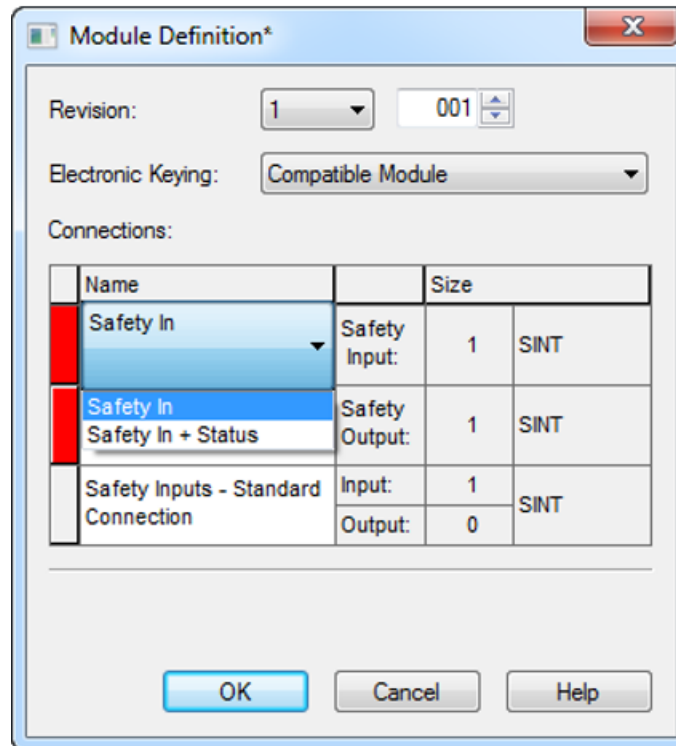 Module Definition*
X
Revision: 1 001
Electronic Keying: Compatible Module
Connections:
Name Size
Safety In Safety Input: 1 SINT
Safety In
Safety In + Status
Safety Output: 1 SINT
Safety Inputs - Standard Connection Input: 1 SINT
Output: 0
OK Cancel Help